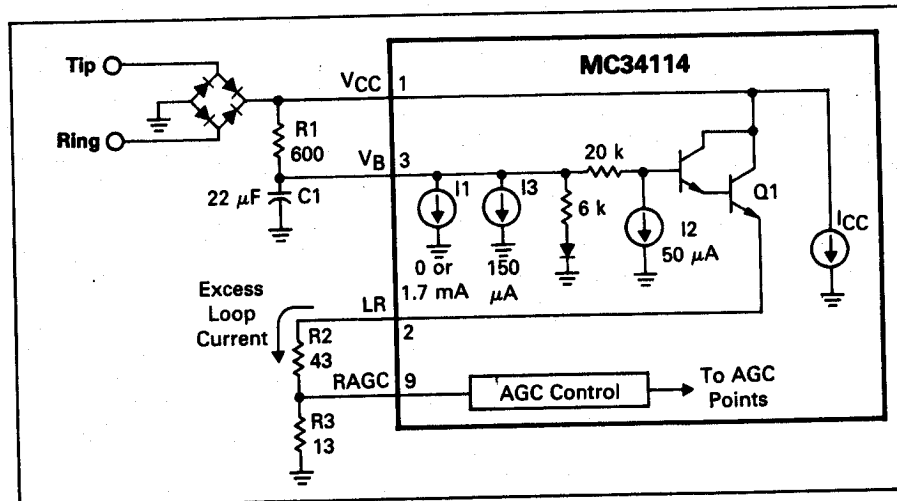 MC34114
Tip
VCC 1
Ring
R1
600
VB 3
20 k
22 μF
C1
I1
I3
6 k
Q1
I2
50 μA
ICC
0 or
1.7 mA
150
μA
Excess
Loop
Current
LR
2
R2
43
RAGC 9
AGC Control
To AGC
Points
R3
13